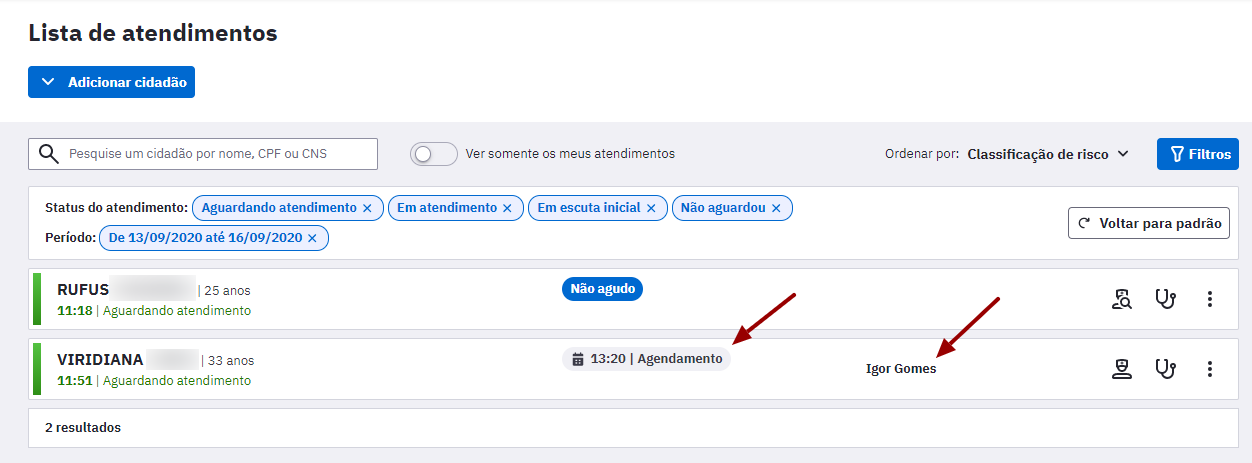 Lista de atendimentos
Adicionar cidadão
Pesquise um cidadão por nome, CPF ou CNS
Ver somente os meus atendimentos
Ordenar por: Classificação de risco
Filtros
Status do atendimento: Aguardando atendimento × Em atendimento × Em escuta inicial × Não aguardou ×
Período: De 13/09/2020 até 16/09/2020 ×
Voltar para padrão
RUFUS | 25 anos
11:18 | Aguardando atendimento
Não agudo
VIRIDIANA | 33 anos
11:51 | Aguardando atendimento
13:20 | Agendamento
Igor Gomes
2 resultados